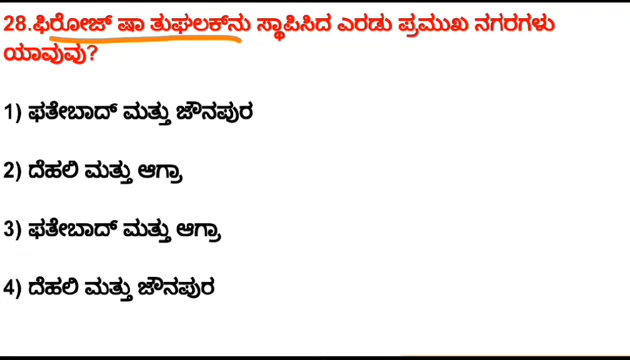 28.ಫಿರೋಜ್ ಷಾ ತುಘಲಕ್‌ನು ಸ್ಥಾಪಿಸಿದ ಎರಡು ಪ್ರಮುಖ ನಗರಗಳು
ಯಾವುವು?
1) ಫತೇಬಾದ್ ಮತ್ತು ಜೌನಪುರ
2) ದೆಹಲಿ ಮತ್ತು ಆಗ್ರಾ
3) ಫತೇಬಾದ್ ಮತ್ತು ಆಗ್ರಾ
4) ದೆಹಲಿ ಮತ್ತು ಜೌನಪುರ